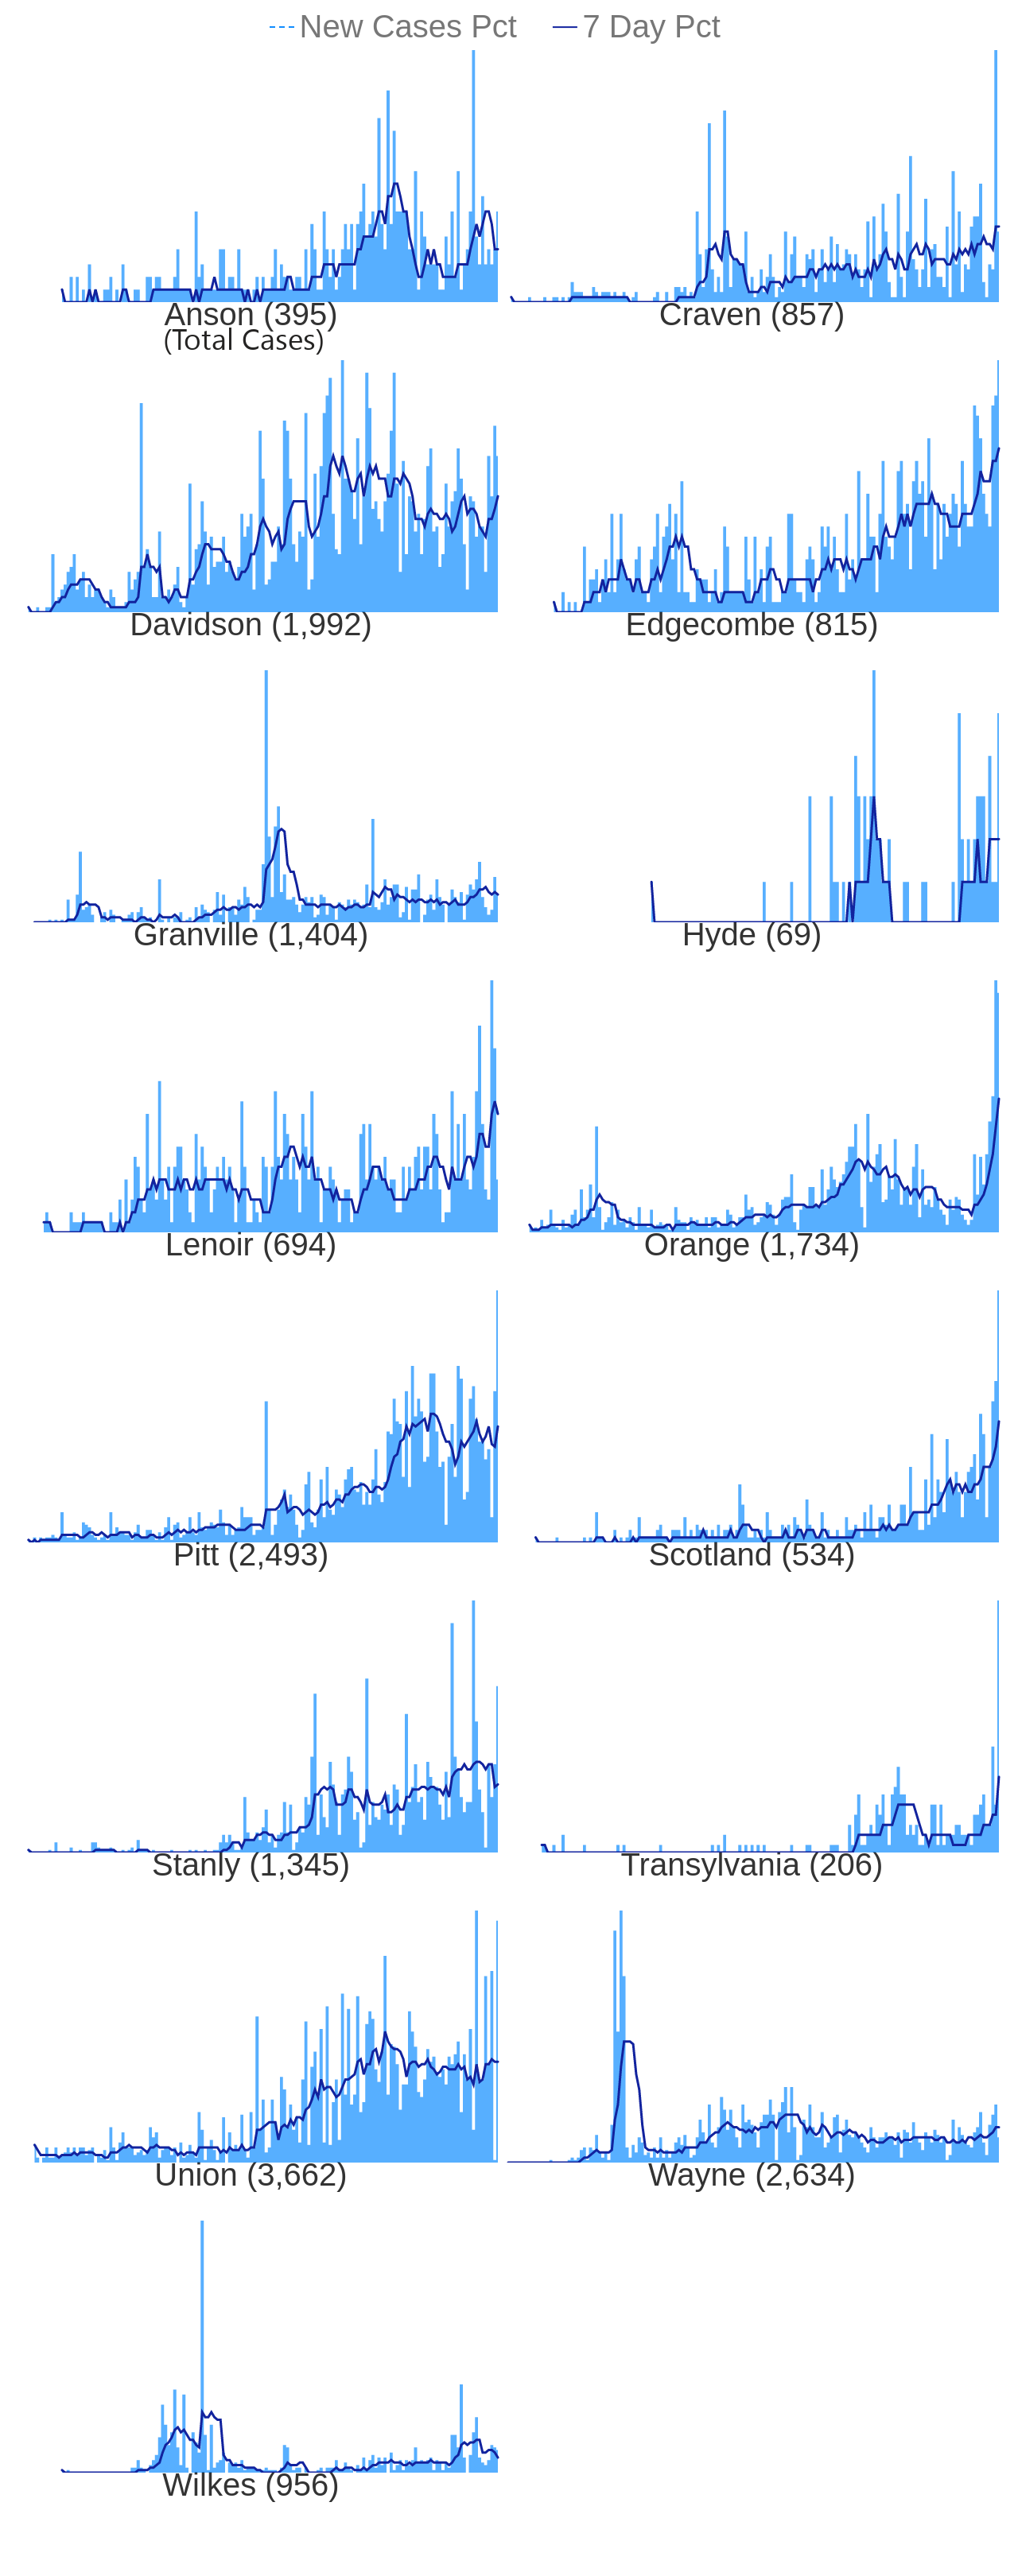 New Cases Pct 7 Day Pct
Anson (395) Craven (857)
(Total Cases)
Davidson (1,992) Edgecombe (815)
Granville (1,404) Hyde (69)
Lenoir (694) Orange (1,734)
Pitt (2,493) Scotland (534)
Stanly (1,345) Transylvania (206)
Union (3,662) Wayne (2,634)
Wilkes (956)